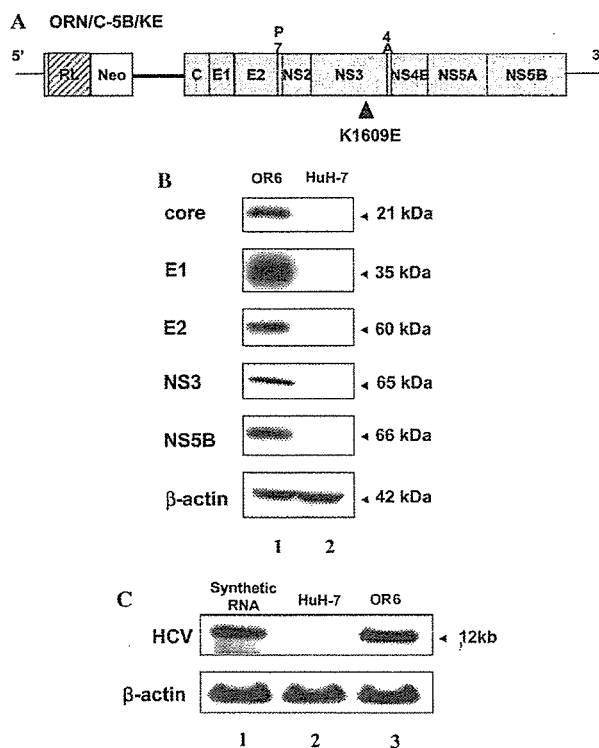 A ORN/C-5B/KE
5' RL Neo C E1 E2 P7 NS2 NS3 4A NS4B NS5A NS5B 3
K1609E
B
OR6 HuH-7
core 21 kDa
E1 35 kDa
E2 60 kDa
NS3 65 kDa
NS5B 66 kDa
β-actin 42 kDa
1 2
C
Synthetic RNA HuH-7 OR6
HCV 12kb
β-actin
1 2 3